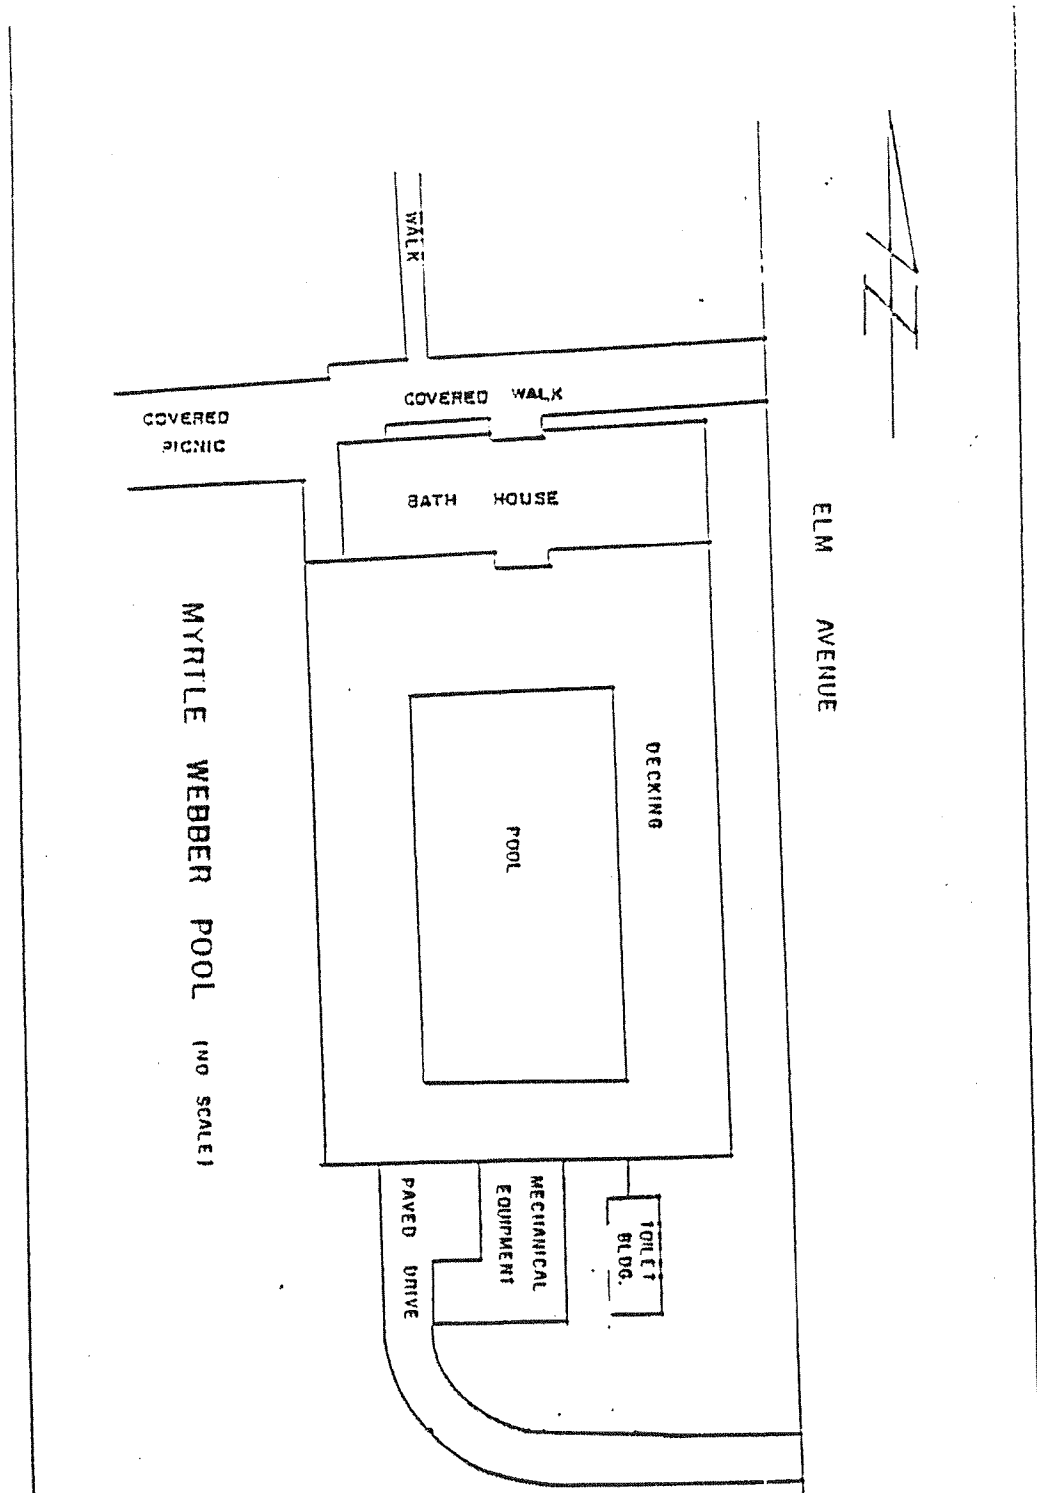 WALK
COVERED WALK
COVERED
PICNIC
BATH HOUSE
ELM AVENUE
DECKING
POOL
MYRTLE WEBBER POOL (NO SCALE)
PAVED DRIVE
MECHANICAL
EQUIPMENT
TOILET
BLDG.